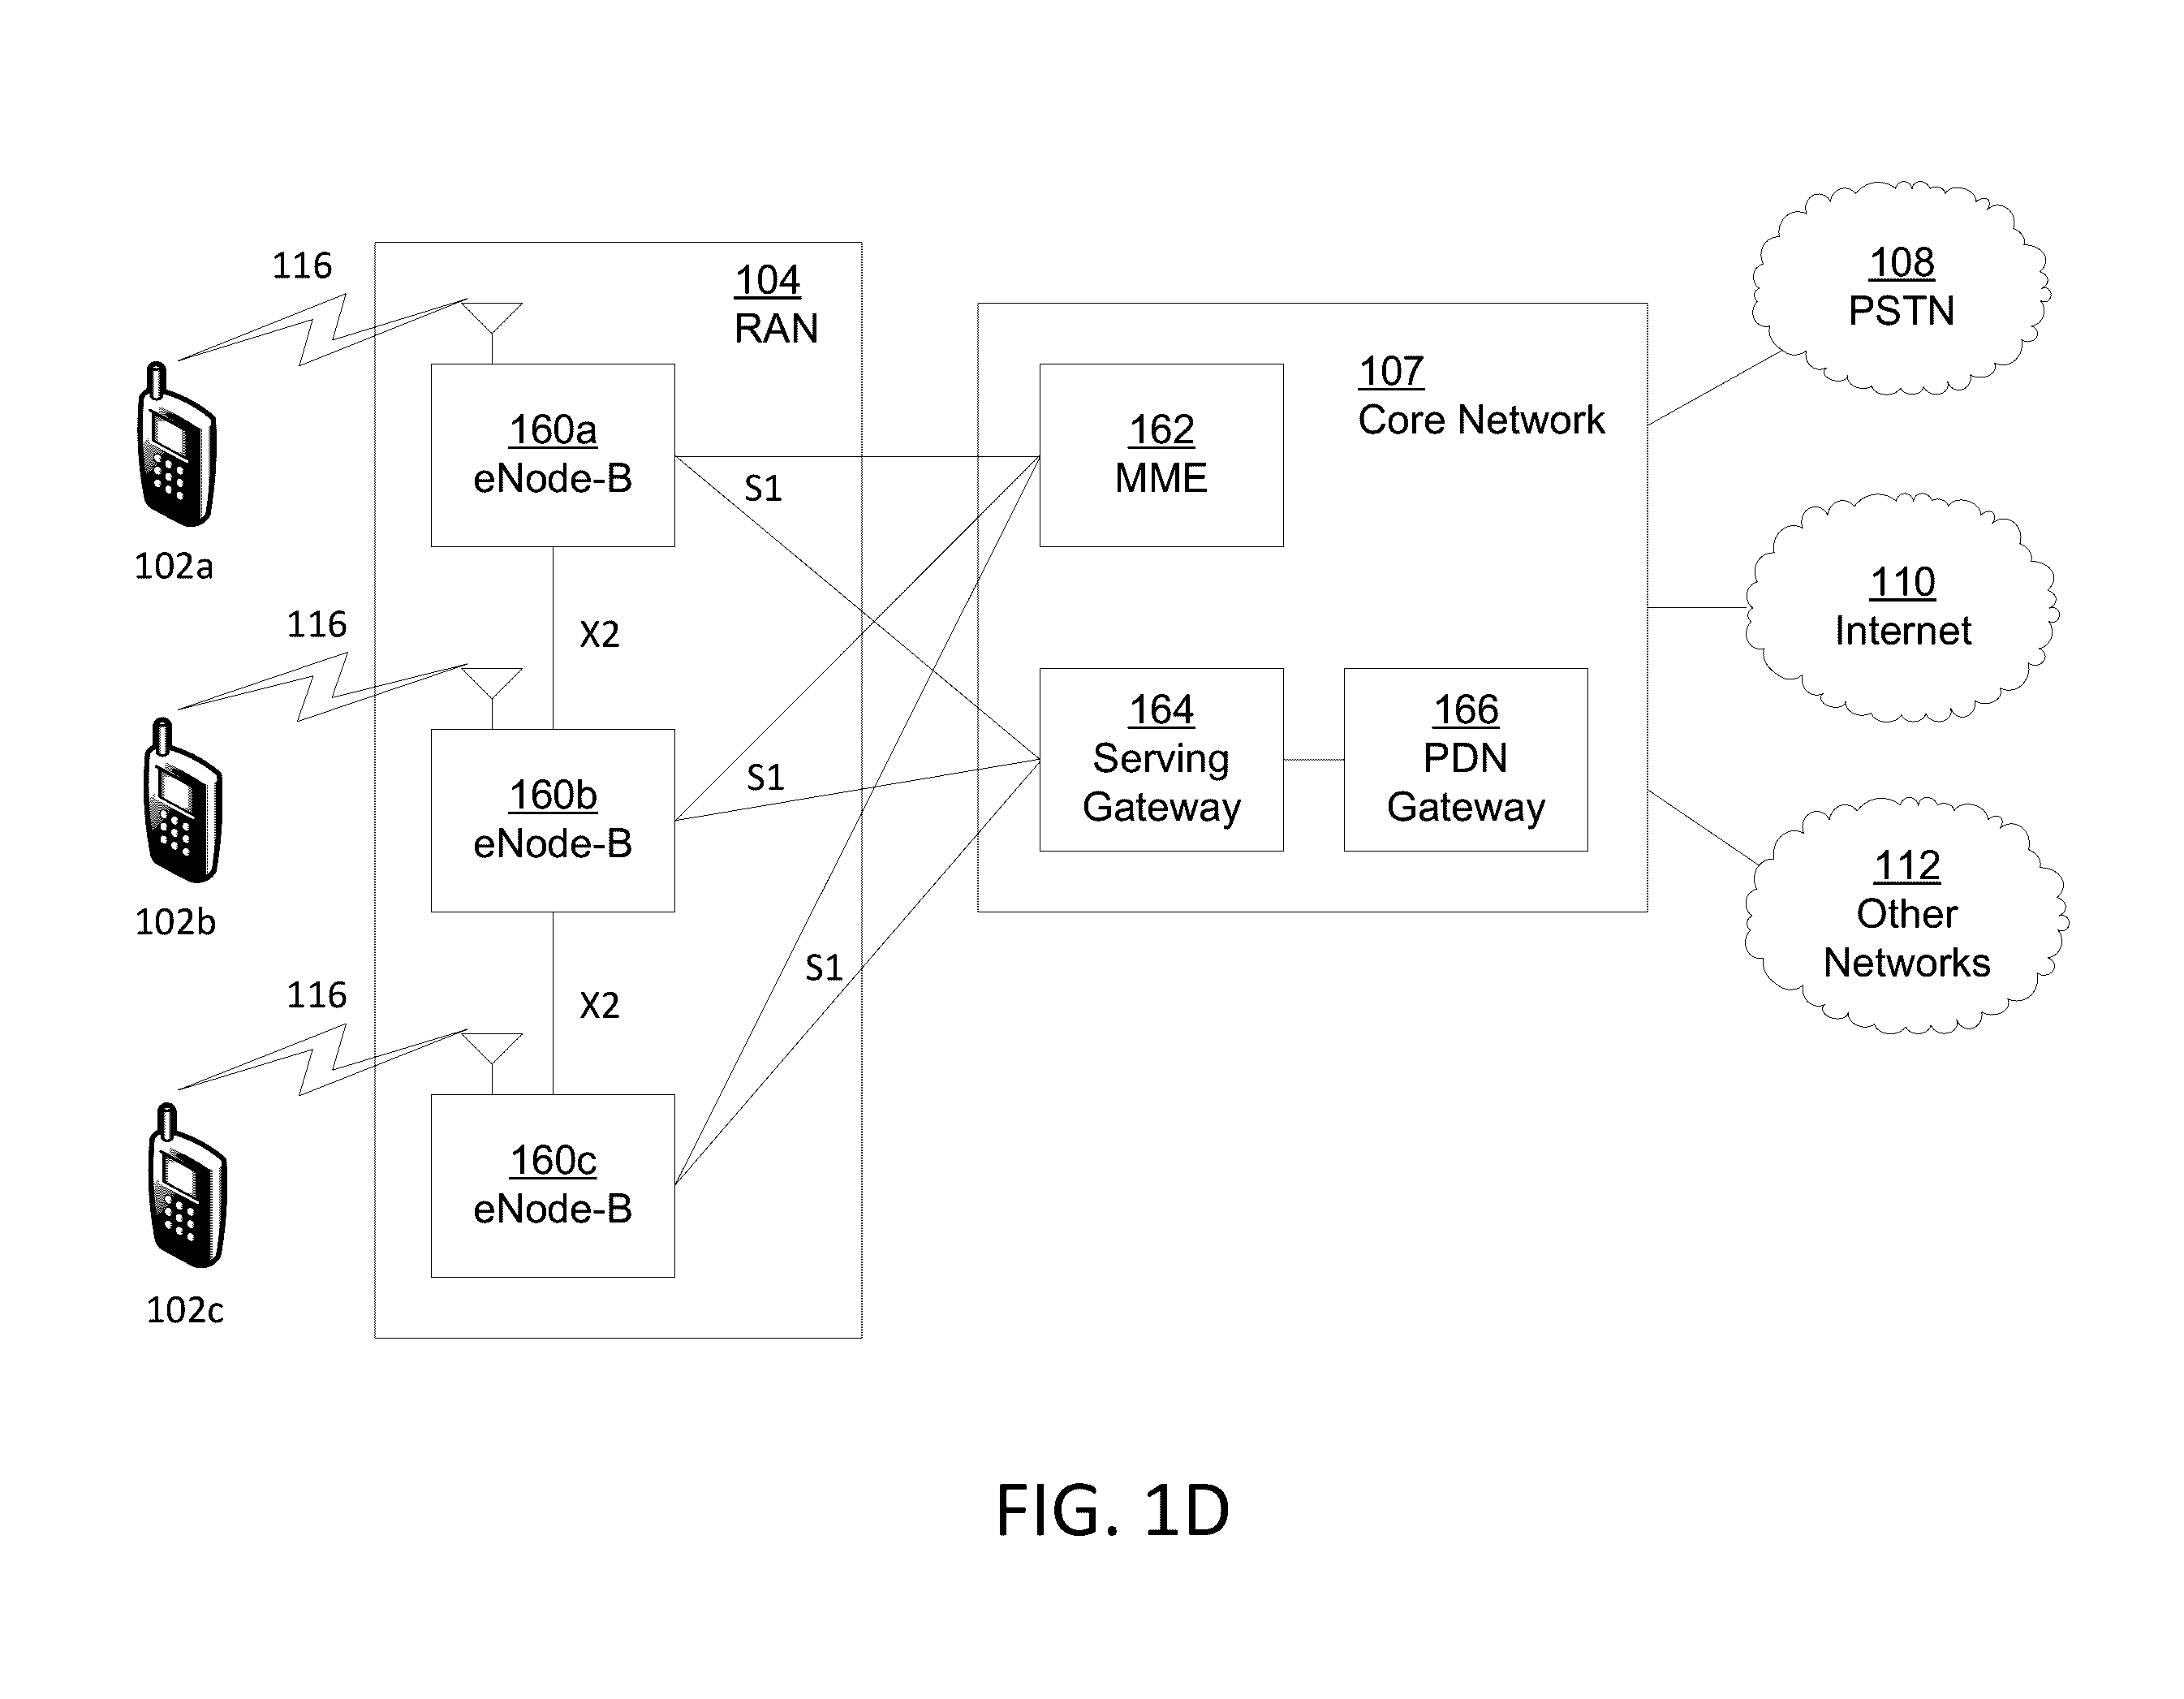 116
102a
116
102b
116
102c
104
RAN
160a
eNode-B
X2
160b
eNode-B
X2
160c
eNode-B
S1
S1
S1
107
Core Network
162
MME
164
Serving
Gateway
166
PDN
Gateway
108
PSTN
110
Internet
112
Other
Networks
FIG. 1D